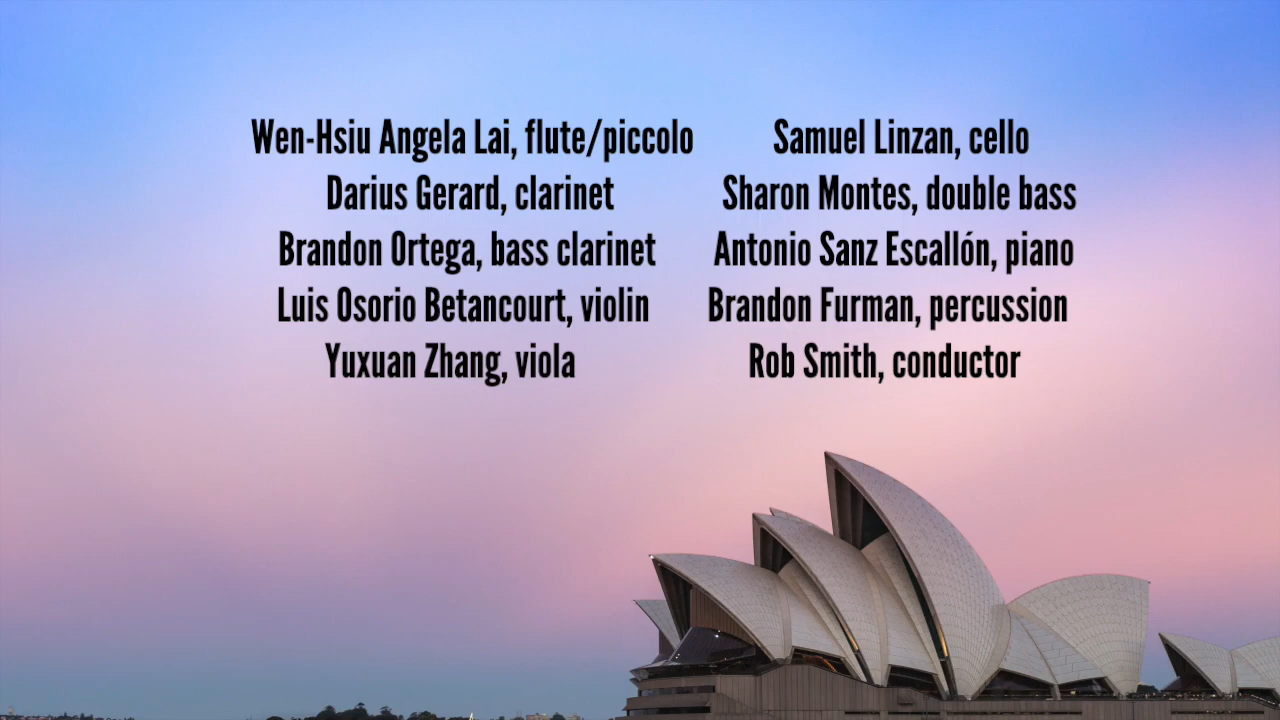 Wen-Hsiu Angela Lai, flute/piccolo
Darius Gerard, clarinet
Brandon Ortega, bass clarinet
Luis Osorio Betancourt, violin
Yuxuan Zhang, viola
Samuel Linzan, cello
Sharon Montes, double bass
Antonio Sanz Escallón, piano
Brandon Furman, percussion
Rob Smith, conductor